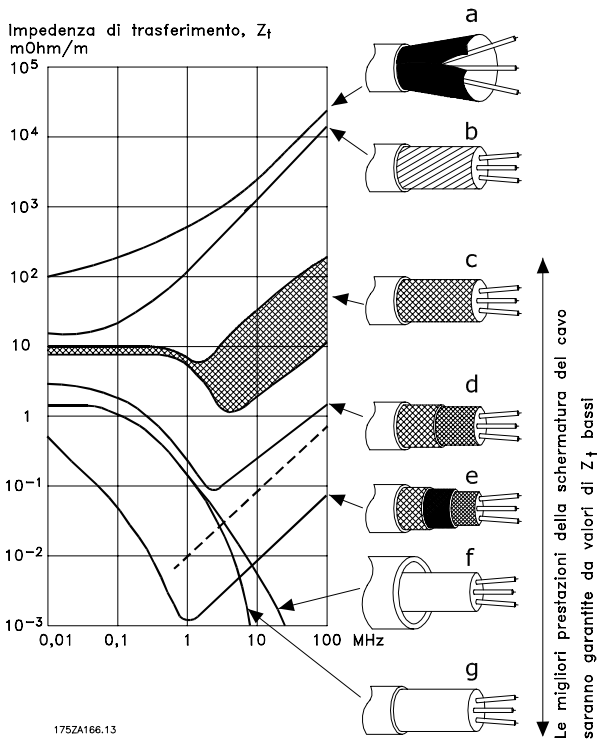 Impedenza di trasferimento, Zt
mOhm/m
10⁵
10⁴
10³
10²
10
1
10⁻¹
10⁻²
10⁻³
0,01 0,1 1 10 100 MHz
a
b
c
d
e
f
g
Le migliori prestazioni della schermatura del cavo
saranno garantite da valori di Zt bassi
175ZA166.13